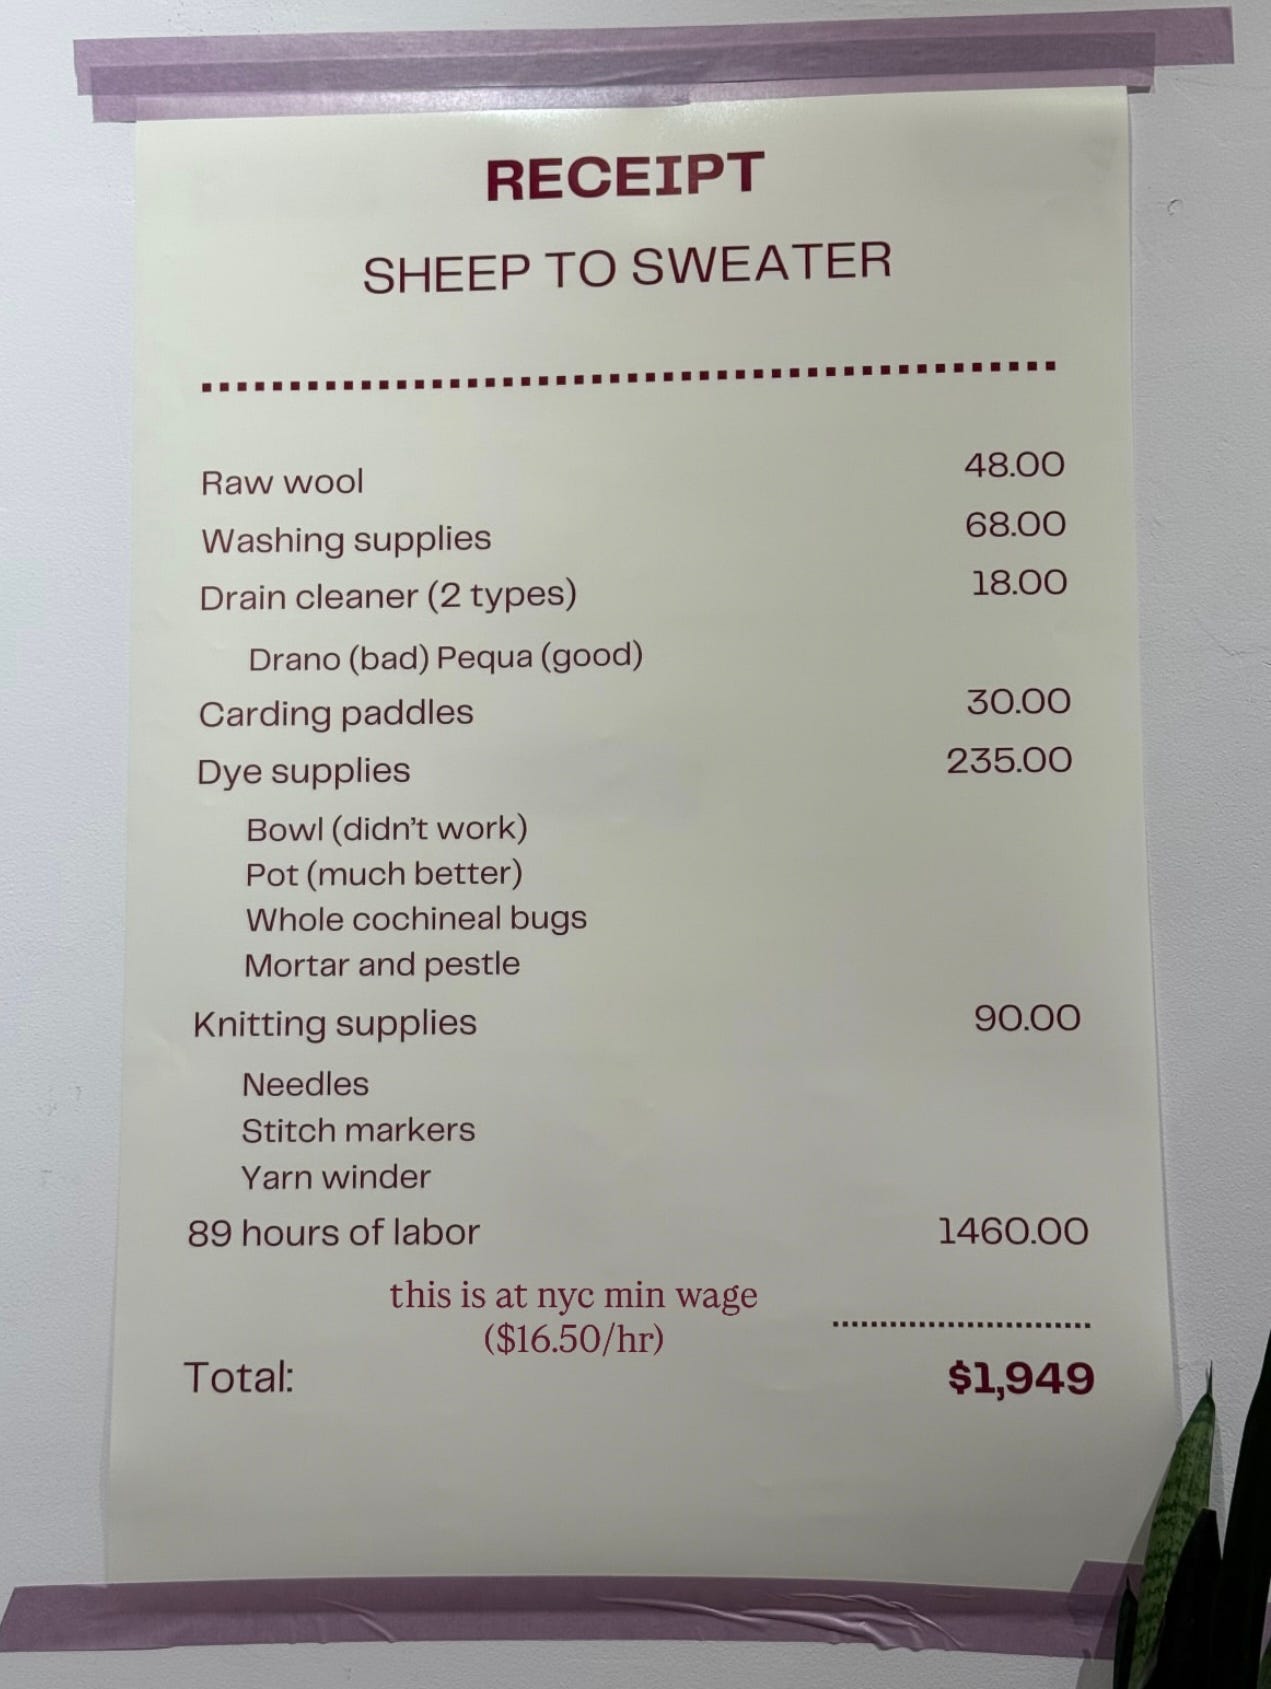 RECEIPT
SHEEP TO SWEATER
Raw wool 48.00
Washing supplies 68.00
Drain cleaner (2 types) 18.00
Drano (bad) Pequa (good)
Carding paddles 30.00
Dye supplies 235.00
Bowl (didn't work)
Pot (much better)
Whole cochineal bugs
Mortar and pestle
Knitting supplies 90.00
Needles
Stitch markers
Yarn winder
89 hours of labor 1460.00
this is at nyc min wage
($16.50/hr)
Total: $1,949